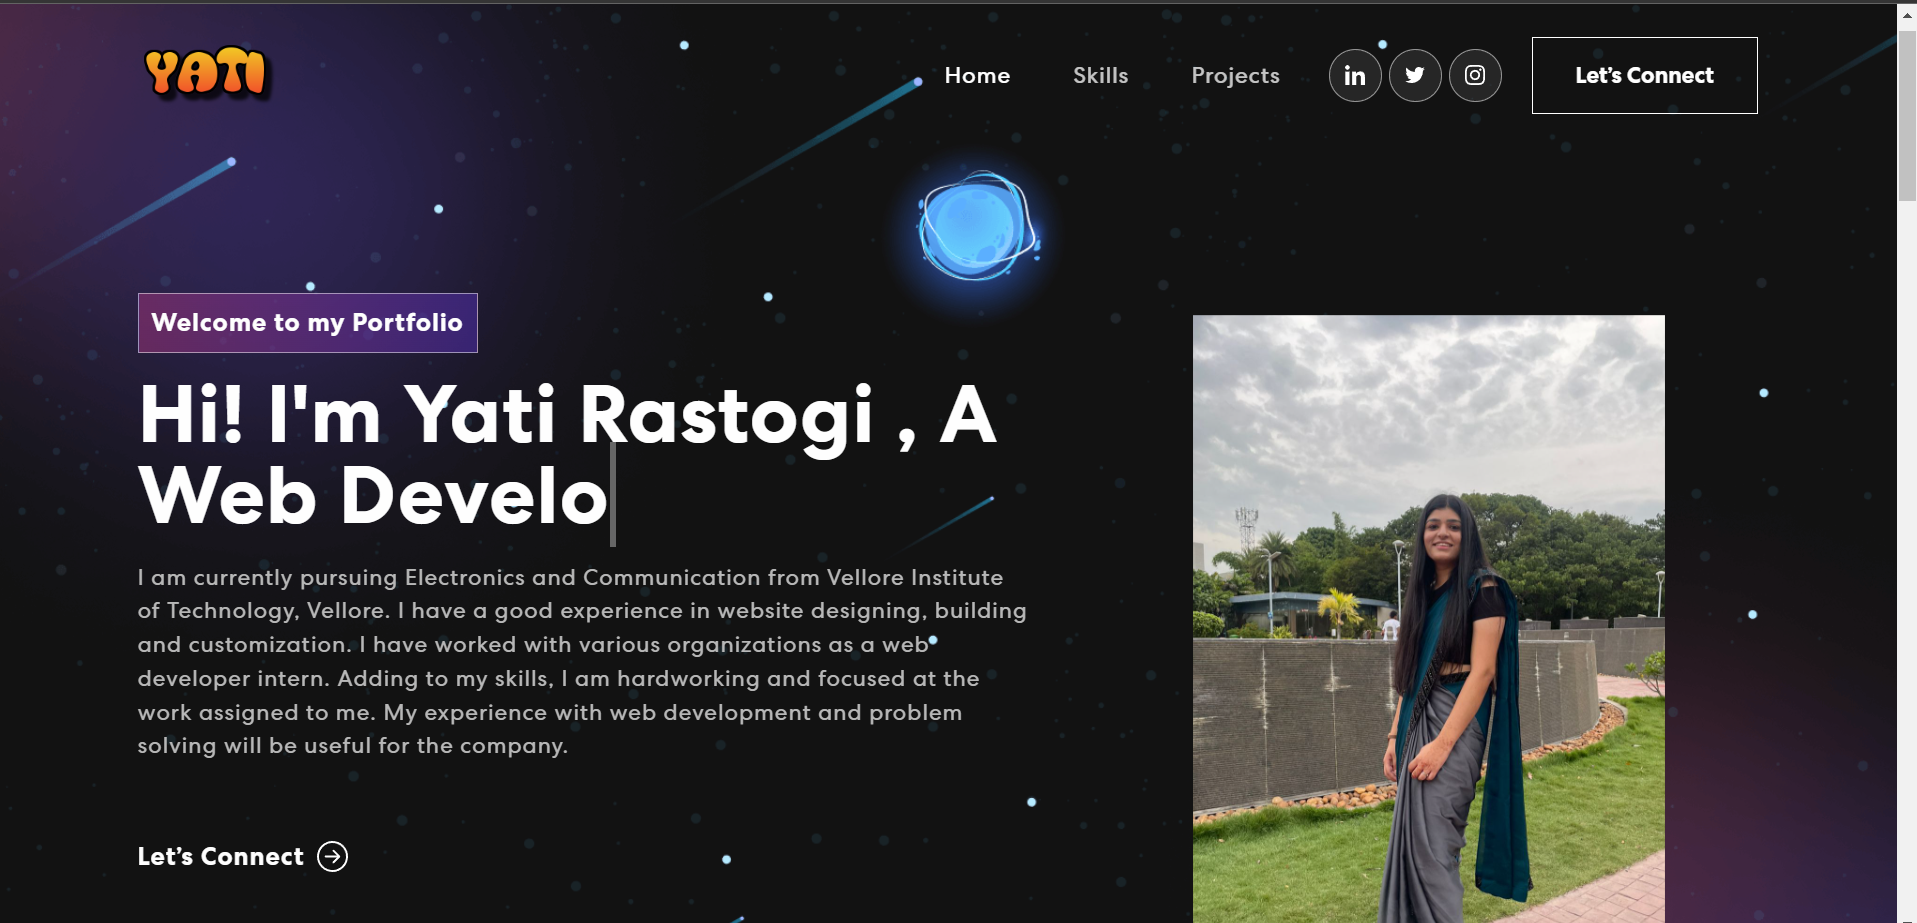 YATI
Home
Skills
Projects
in
Let’s Connect
Welcome to my Portfolio
Hi! I'm Yati Rastogi , A
Web Develo
I am currently pursuing Electronics and Communication from Vellore Institute
of Technology, Vellore. I have a good experience in website designing, building
and customization. I have worked with various organizations as a web
developer intern. Adding to my skills, I am hardworking and focused at the
work assigned to me. My experience with web development and problem
solving will be useful for the company.
Let’s Connect